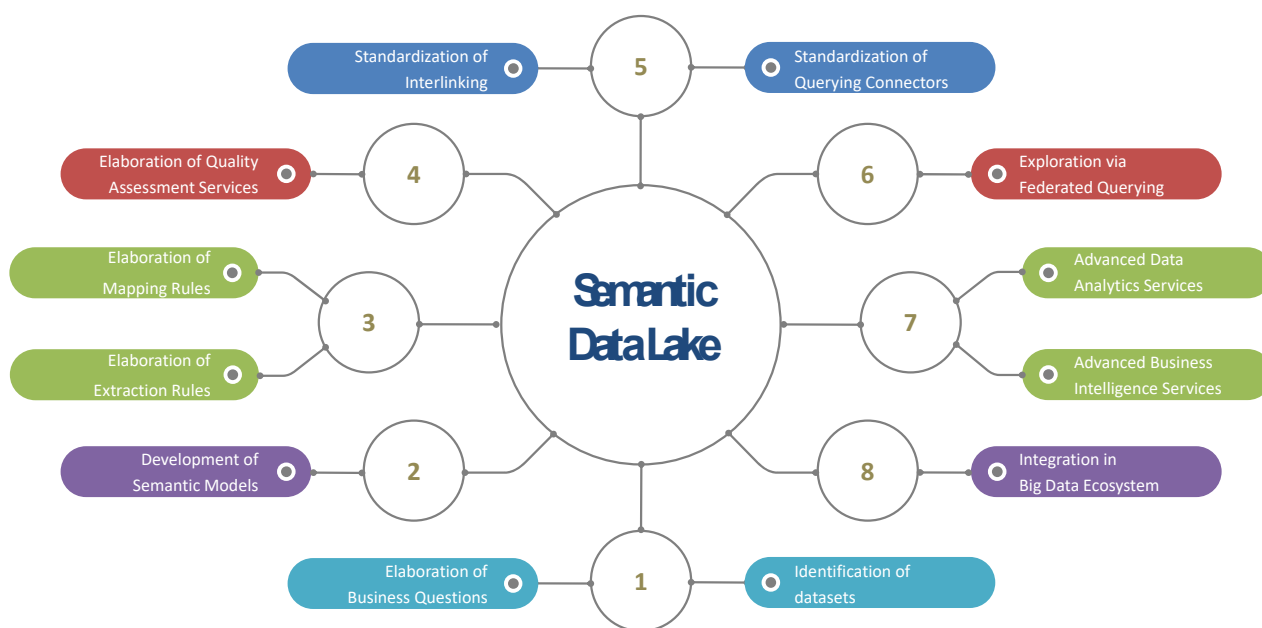 Standardization of
Interlinking
5
Standardization of
Querying Connectors
Elaboration of Quality
Assessment Services
4
6
Exploration via
Federated Querying
Elaboration of
Mapping Rules
3
Elaboration of
Extraction Rules
Semantic
Data Lake
7
Advanced Data
Analytics Services
Advanced Business
Intelligence Services
Development of
Semantic Models
2
8
Integration in
Big Data Ecosystem
Elaboration of
Business Questions
1
Identification of
datasets